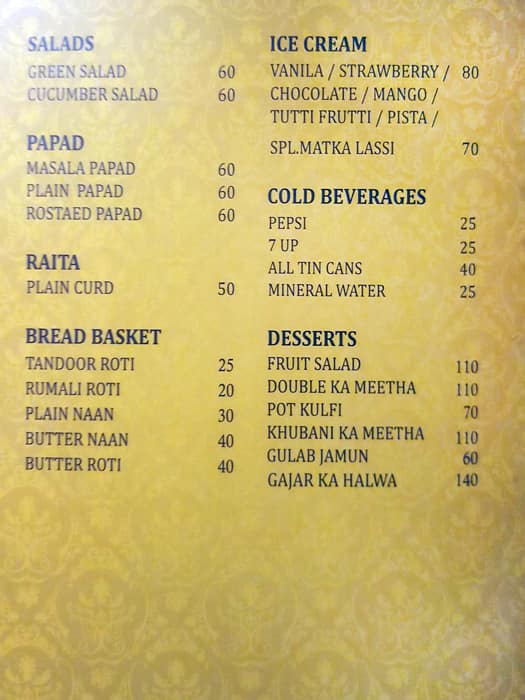 SALADS
GREEN SALAD 60
CUCUMBER SALAD 60
PAPAD
MASALA PAPAD 60
PLAIN PAPAD 60
ROSTAED PAPAD 60
RAITA
PLAIN CURD 50
BREAD BASKET
TANDOOR ROTI 25
RUMALI ROTI 20
PLAIN NAAN 30
BUTTER NAAN 40
BUTTER ROTI 40
ICE CREAM
VANILA / STRAWBERRY / 80
CHOCOLATE / MANGO /
TUTTI FRUTTI / PISTA /
SPL.MATKA LASSI 70
COLD BEVERAGES
PEPSI 25
7 UP 25
ALL TIN CANS 40
MINERAL WATER 25
DESSERTS
FRUIT SALAD 110
DOUBLE KA MEETHA 110
POT KULFI 70
KHUBANI KA MEETHA 110
GULAB JAMUN 60
GAJAR KA HALWA 140